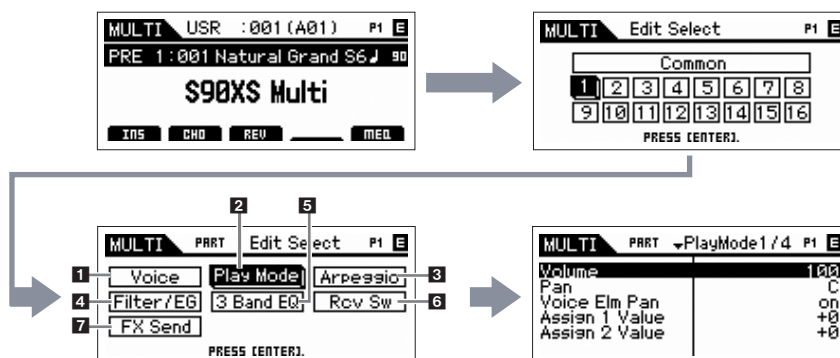 MULTI USR :001(A01) P1 E
PRE 1:001 Natural Grand S6 ♩ 90
S90XS Multi
INS CHO REV MEQ
MULTI Edit Select P1 E
Common
1 2 3 4 5 6 7 8
9 10 11 12 13 14 15 16
PRESS [ENTER].
2 5
MULTI PART Edit Select P1 E
1 Voice Play Mode Arpeggio 3
4 Filter/EG 3 Band EQ Rcv Sw 6
7 FX Send
PRESS [ENTER].
MULTI PART PlayMode1/4 P1 E
Volume 100
Pan C
Voice Elm Pan on
Assign 1 Value +0
Assign 2 Value +0